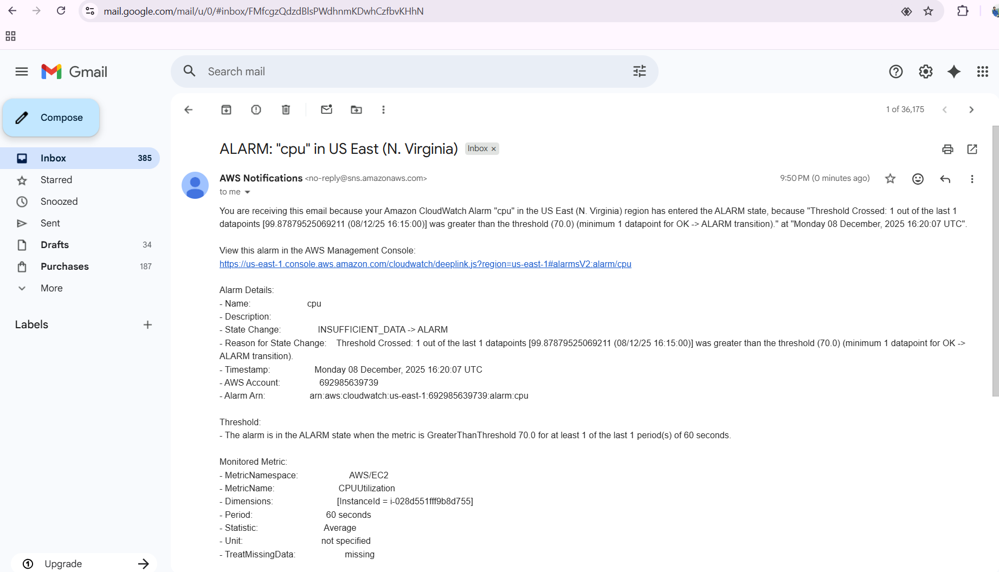 mail.google.com/mail/u/0/#inbox/FMfcgzQdzdBlsPWdhnmKDwhCzfbvKHhN
Gmail
Search mail
Compose
1 of 36,175
Inbox 385
Starred
Snoozed
Sent
Drafts 34
Purchases 187
More
Labels
Upgrade
ALARM: "cpu" in US East (N. Virginia) Inbox ×
AWS Notifications <no-reply@sns.amazonaws.com> 9:50 PM (0 minutes ago)
to me
You are receiving this email because your Amazon CloudWatch Alarm "cpu" in the US East (N. Virginia) region has entered the ALARM state, because "Threshold Crossed: 1 out of the last 1
datapoints [99.87879525069211 (08/12/25 16:15:00)] was greater than the threshold (70.0) (minimum 1 datapoint for OK -> ALARM transition)." at "Monday 08 December, 2025 16:20:07 UTC".
View this alarm in the AWS Management Console:
https://us-east-1.console.aws.amazon.com/cloudwatch/deeplink.js?region=us-east-1#alarmsV2:alarm/cpu
Alarm Details:
- Name: cpu
- Description:
- State Change: INSUFFICIENT_DATA -> ALARM
- Reason for State Change: Threshold Crossed: 1 out of the last 1 datapoints [99.87879525069211 (08/12/25 16:15:00)] was greater than the threshold (70.0) (minimum 1 datapoint for OK ->
ALARM transition).
- Timestamp: Monday 08 December, 2025 16:20:07 UTC
- AWS Account: 692985639739
- Alarm Arn: arn:aws:cloudwatch:us-east-1:692985639739:alarm:cpu
Threshold:
- The alarm is in the ALARM state when the metric is GreaterThanThreshold 70.0 for at least 1 of the last 1 period(s) of 60 seconds.
Monitored Metric:
- MetricNamespace: AWS/EC2
- MetricName: CPUUtilization
- Dimensions: [InstanceId = i-028d551fff9b8d755]
- Period: 60 seconds
- Statistic: Average
- Unit: not specified
- TreatMissingData: missing